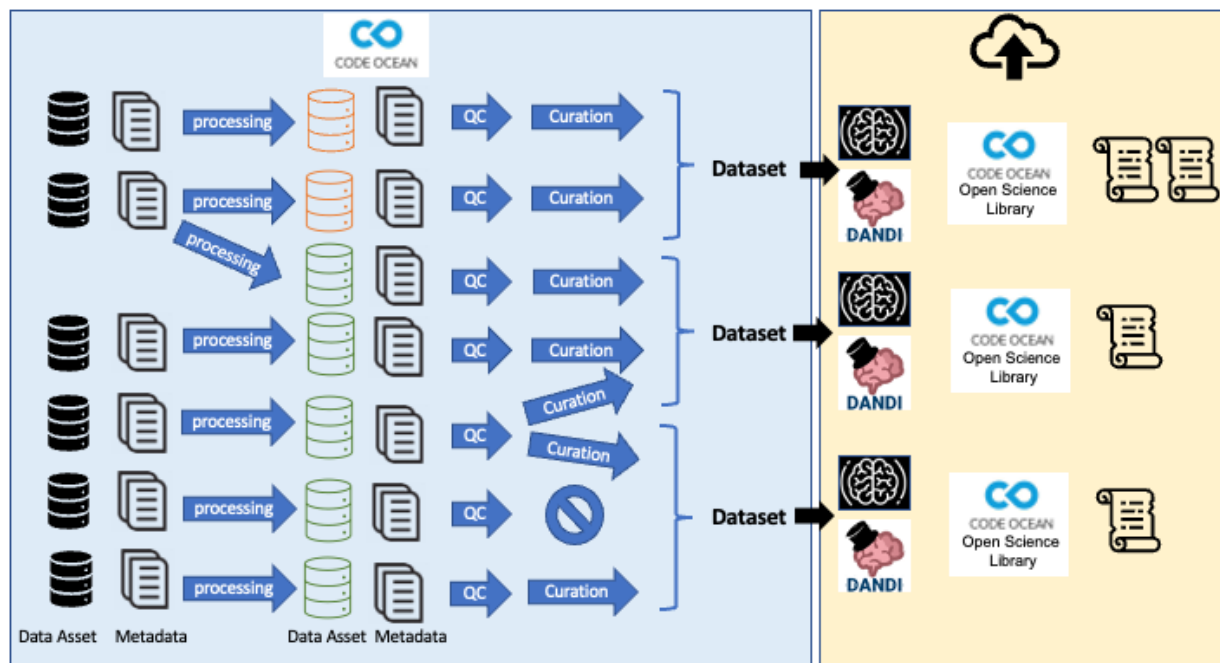 CODE OCEAN
processing
QC
Curation
processing
QC
Curation
Dataset
CODE OCEAN
Open Science
Library
DANDI
processing
QC
Curation
processing
QC
Curation
Dataset
CODE OCEAN
Open Science
Library
DANDI
Curation
processing
QC
Curation
processing
QC
Dataset
CODE OCEAN
Open Science
Library
DANDI
processing
QC
Curation
Data Asset
Metadata
Data Asset
Metadata